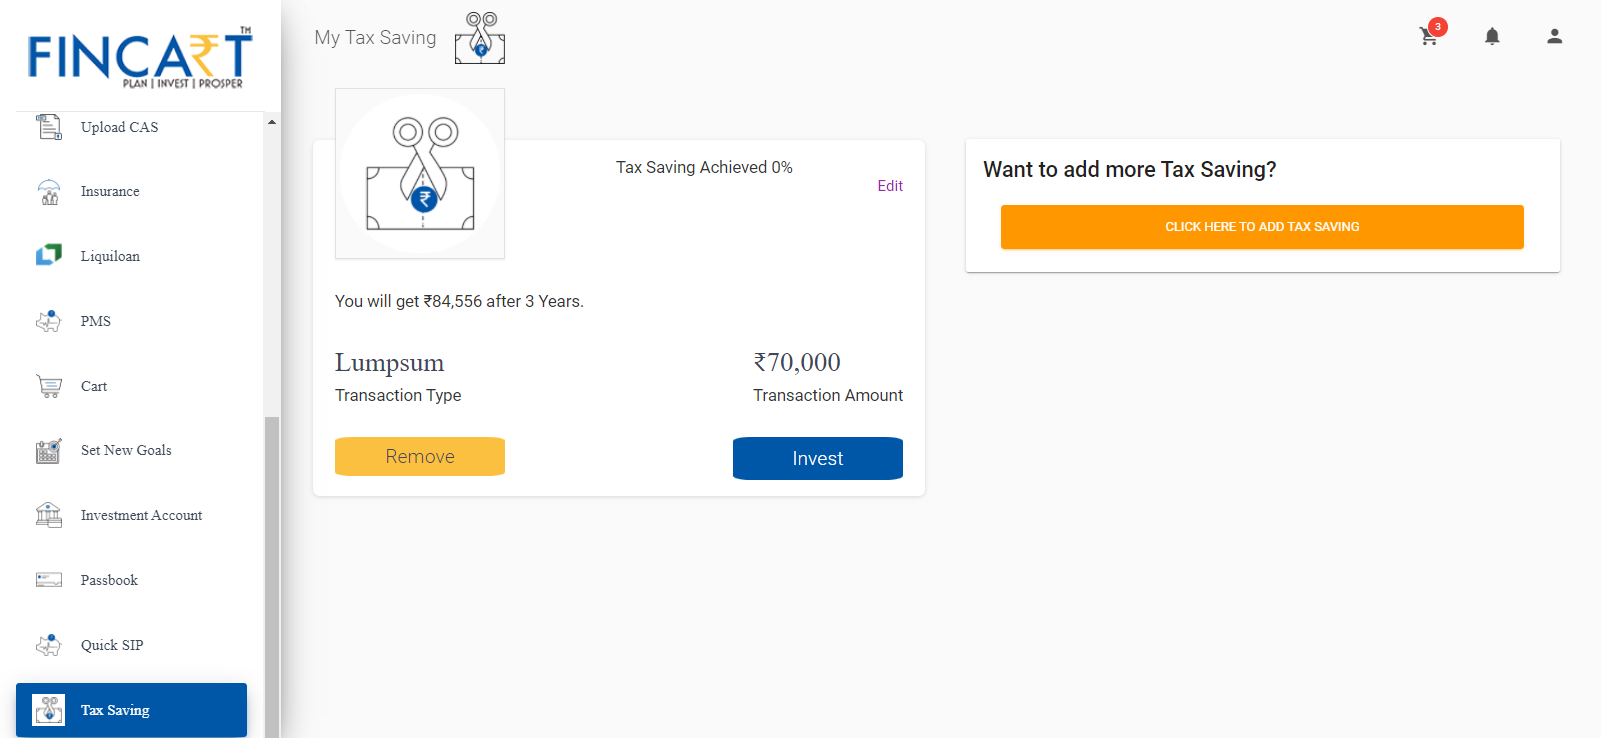 FINCART™
PLAN | INVEST | PROSPER
Upload CAS
Insurance
Liquiloan
PMS
Cart
Set New Goals
Investment Account
Passbook
Quick SIP
Tax Saving
My Tax Saving
3
Tax Saving Achieved 0%
Edit
You will get ₹84,556 after 3 Years.
Lumpsum
Transaction Type
₹70,000
Transaction Amount
Remove
Invest
Want to add more Tax Saving?
CLICK HERE TO ADD TAX SAVING